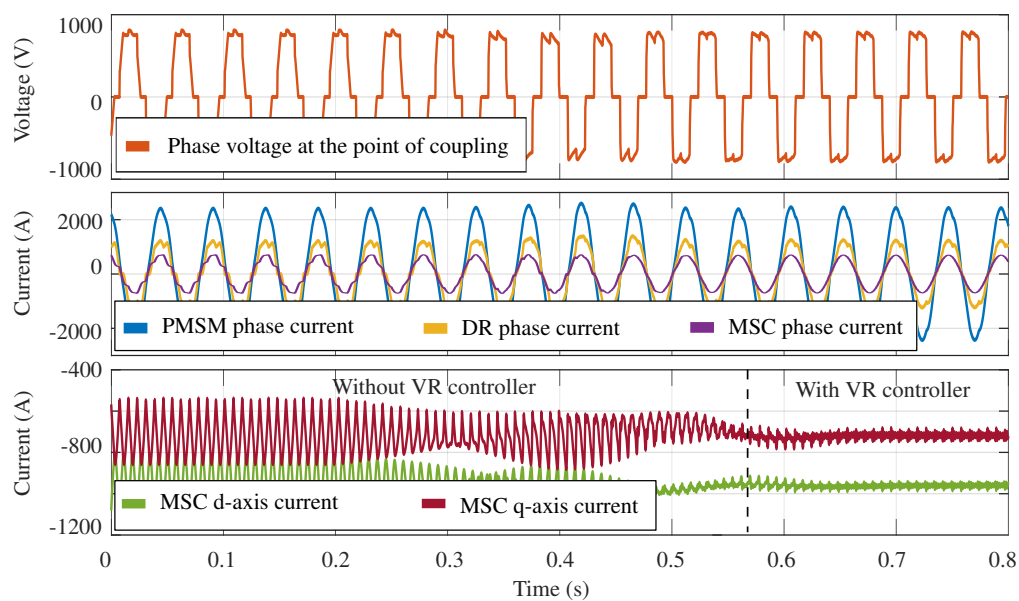 1000
0
-1000
Voltage (V)
Phase voltage at the point of coupling
2000
0
-2000
Current (A)
PMSM phase current
DR phase current
MSC phase current
-400
-800
-1200
Current (A)
Without VR controller
With VR controller
MSC d-axis current
MSC q-axis current
0
0.1
0.2
0.3
0.4
0.5
0.6
0.7
0.8
Time (s)